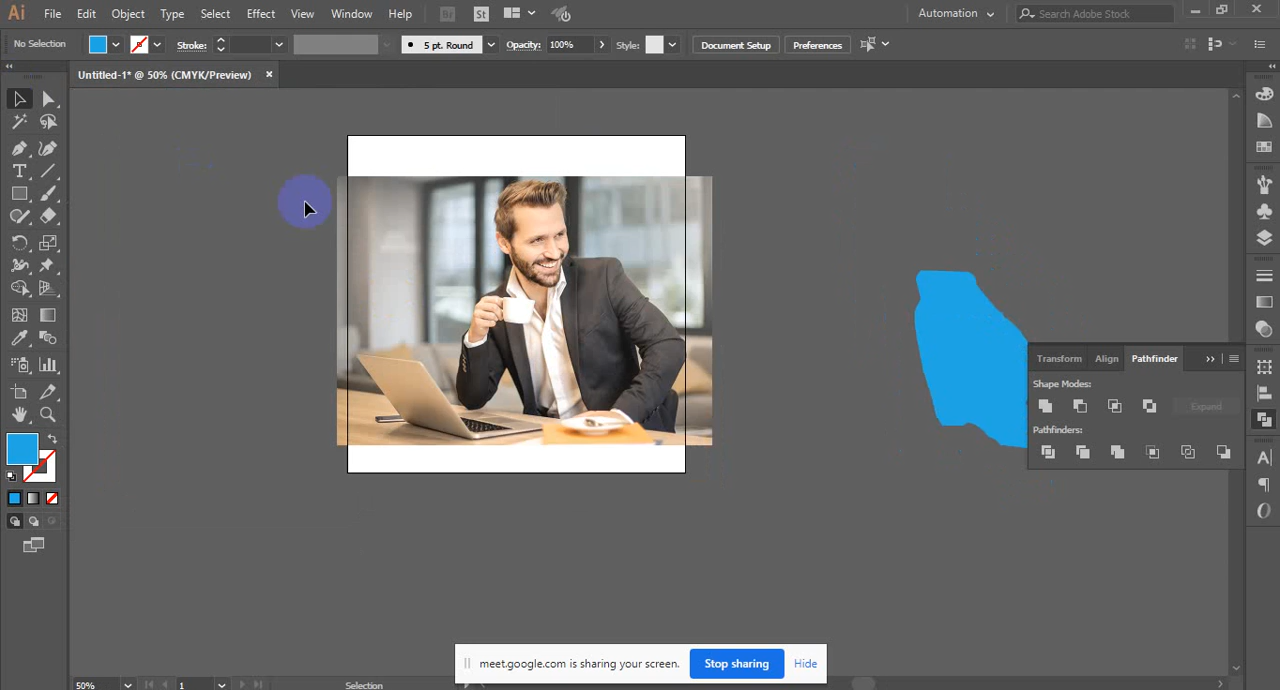 Ai File Edit Object Type Select Effect View Window Help Br St Automation Search Adobe Stock
No Selection Stroke: 5 pt. Round Opacity: 100% Style: Document Setup Preferences
Untitled-1* @ 50% (CMYK/Preview)
Transform Align Pathfinder
Shape Modes:
Expand
Pathfinders:
meet.google.com is sharing your screen. Stop sharing Hide
50% 1 Selection